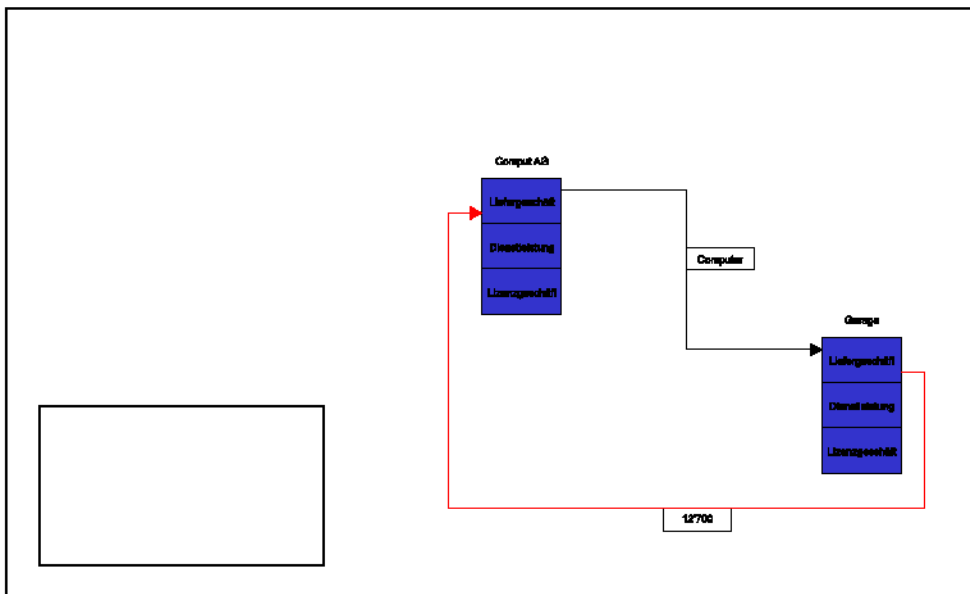 Comput AG
Liefergeschäft
Dienstleistung
Lizenzgeschäft
Computer
Garage
Liefergeschäft
Dienstleistung
Lizenzgeschäft
12'700